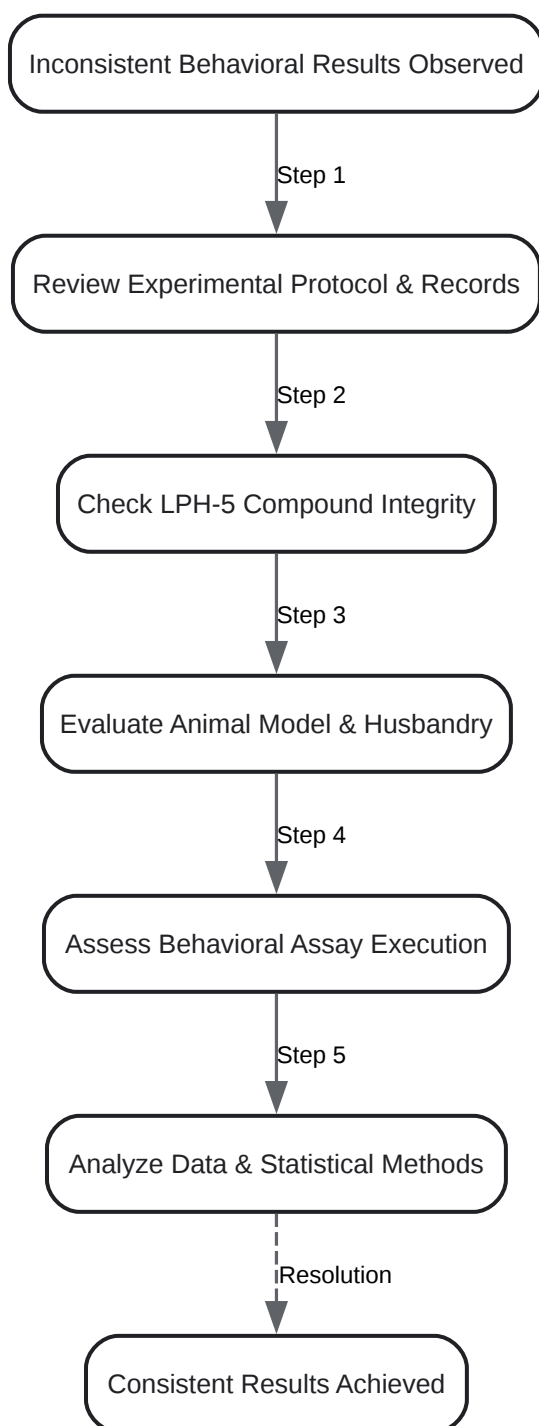 Inconsistent Behavioral Results Observed
Step 1
Review Experimental Protocol & Records
Step 2
Check LPH-5 Compound Integrity
Step 3
Evaluate Animal Model & Husbandry
Step 4
Assess Behavioral Assay Execution
Step 5
Analyze Data & Statistical Methods
Resolution
Consistent Results Achieved